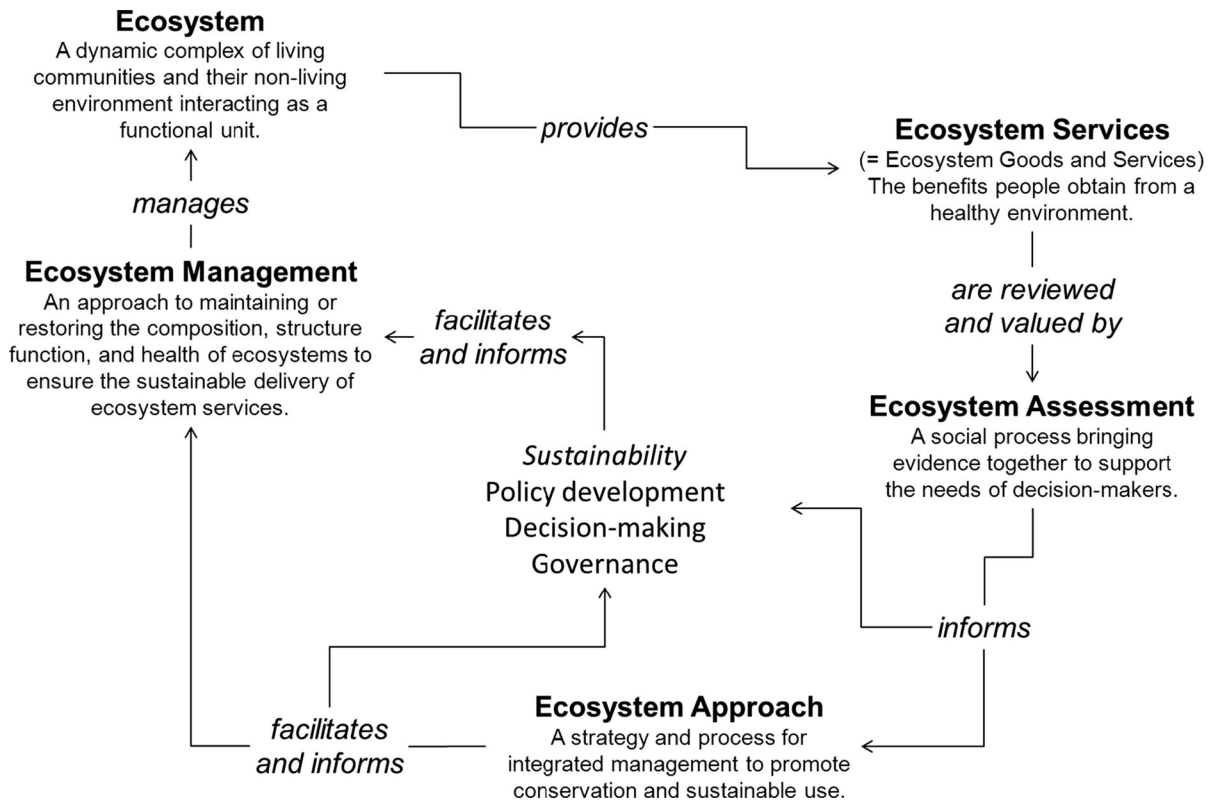 Ecosystem
A dynamic complex of living
communities and their non-living
environment interacting as a
functional unit.
provides
Ecosystem Services
(= Ecosystem Goods and Services)
The benefits people obtain from a
healthy environment.
manages
Ecosystem Management
An approach to maintaining or
restoring the composition, structure
function, and health of ecosystems to
ensure the sustainable delivery of
ecosystem services.
facilitates
and informs
are reviewed
and valued by
Ecosystem Assessment
A social process bringing
evidence together to support
the needs of decision-makers.
Sustainability
Policy development
Decision-making
Governance
informs
Ecosystem Approach
A strategy and process for
integrated management to promote
conservation and sustainable use.
facilitates
and informs